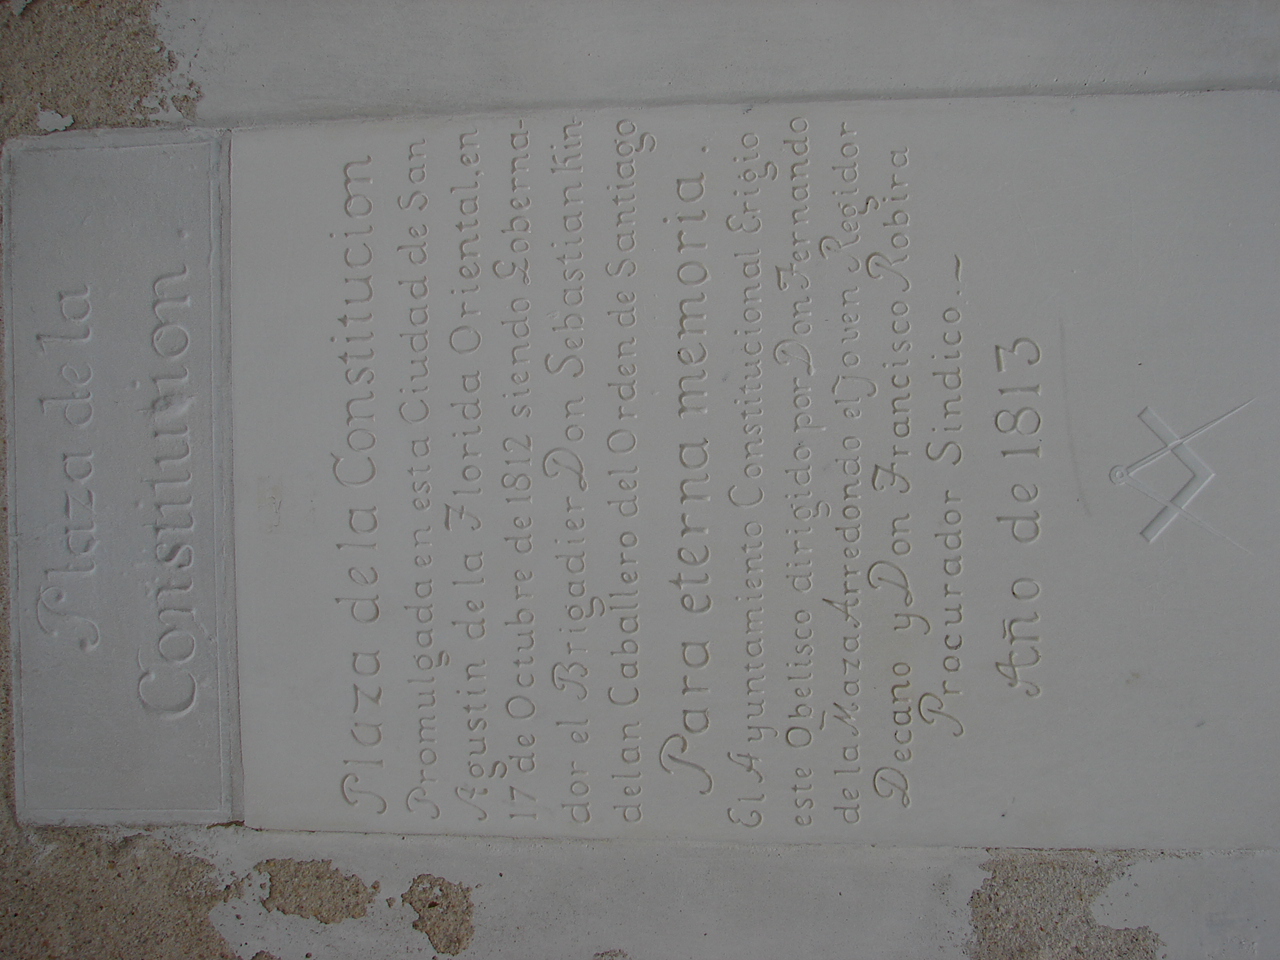 Plaza de la
Constitution.
Plaza de la Constitucion
Promulgada en esta Ciudad de San
Agustin de la Florida Oriental, en
17 de Octubre de 1812 siendo Goberna-
dor el Brigadier Don Sebastian Kin-
delan Caballero del Orden de Santiago
Para eterna memoria.
El Ayuntamiento Constitucional Erigio
este Obelisco dirigido por Don Fernando
de la Maza Arredondo el Jouen Regidor
Decano y Don Francisco Robira
Procurador Sindico.~
Año de 1813